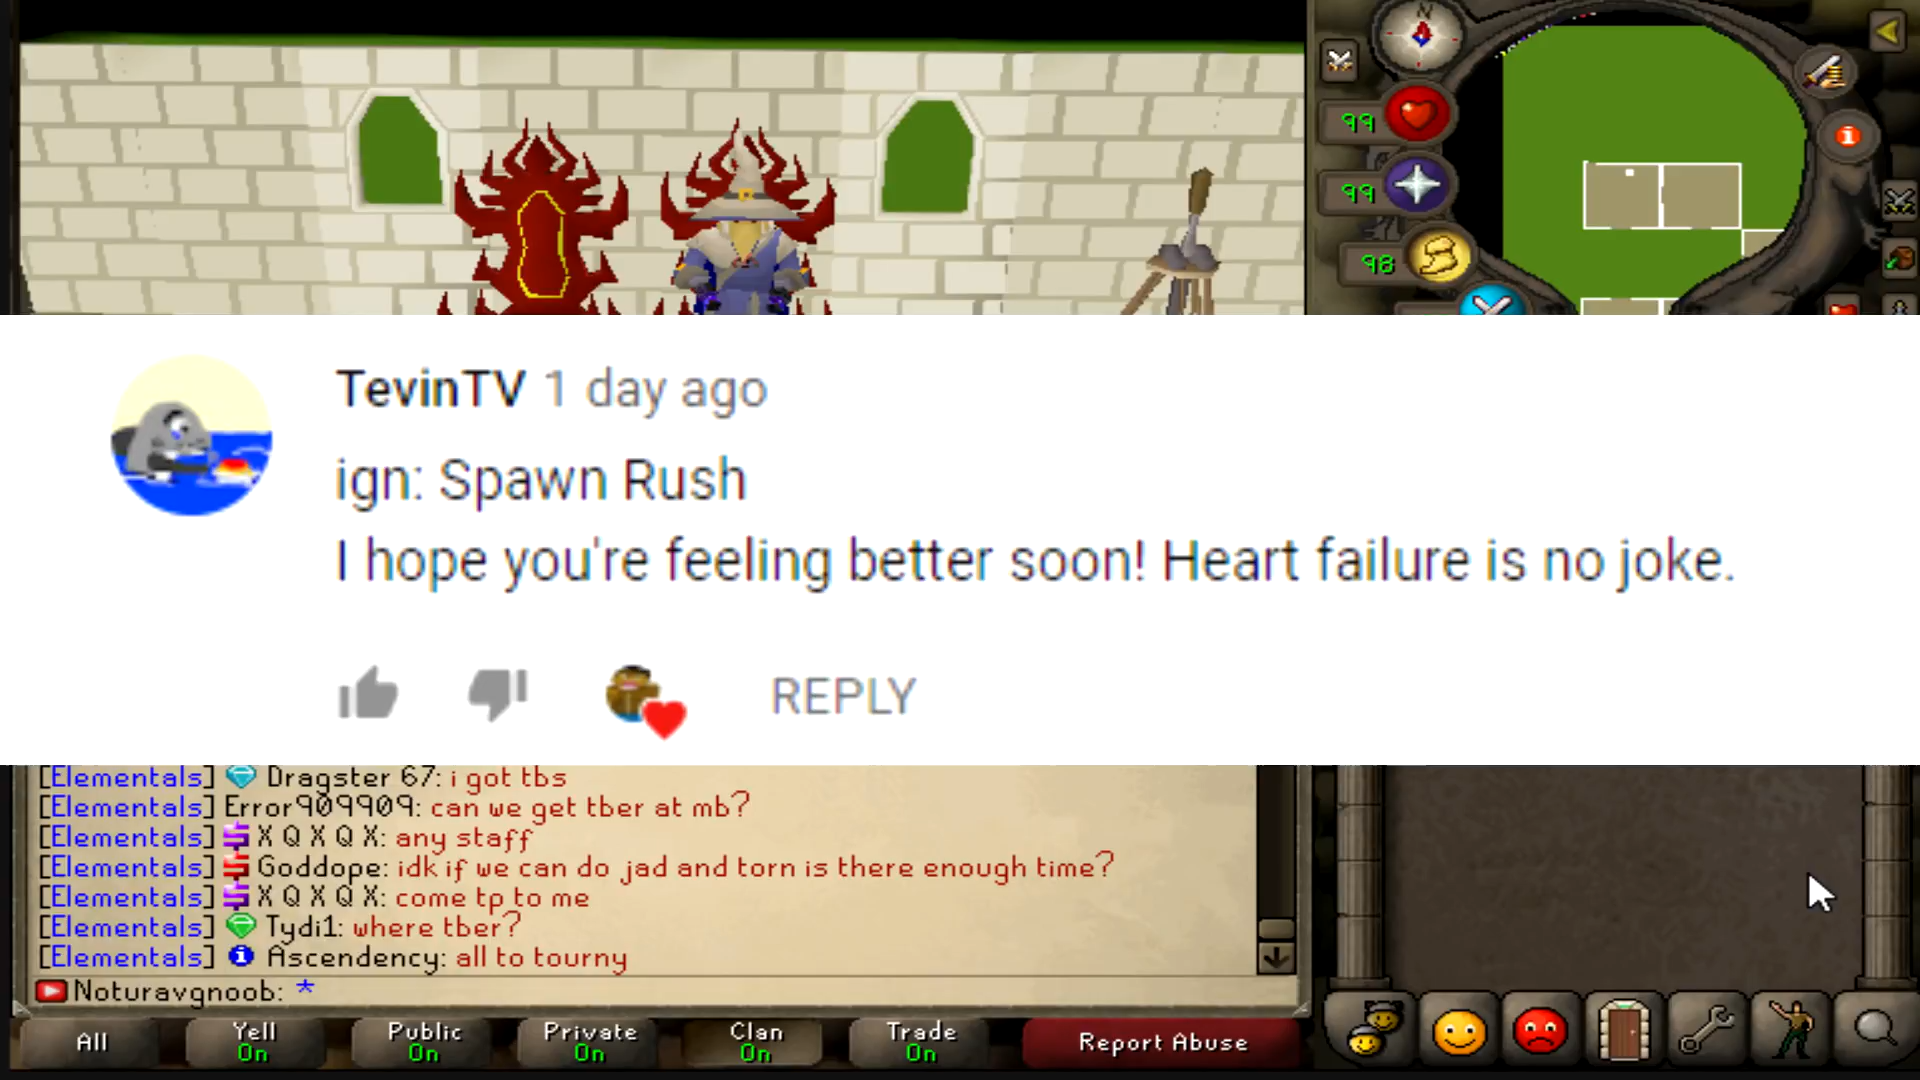 N
99
99
98
TevinTV 1 day ago
ign: Spawn Rush
I hope you're feeling better soon! Heart failure is no joke.
REPLY
[Elementals] Dragster 67: i got tbs
[Elementals] Error909909: can we get tber at mb?
[Elementals] X Q X Q X: any staff
[Elementals] Goddope: idk if we can do jad and torn is there enough time?
[Elementals] X Q X Q X: come tp to me
[Elementals] Tydi1: where tber?
[Elementals] Ascendency: all to tourny
Noturavgnoob: *
All Yell Public Private Clan Trade Report Abuse
On On On On On